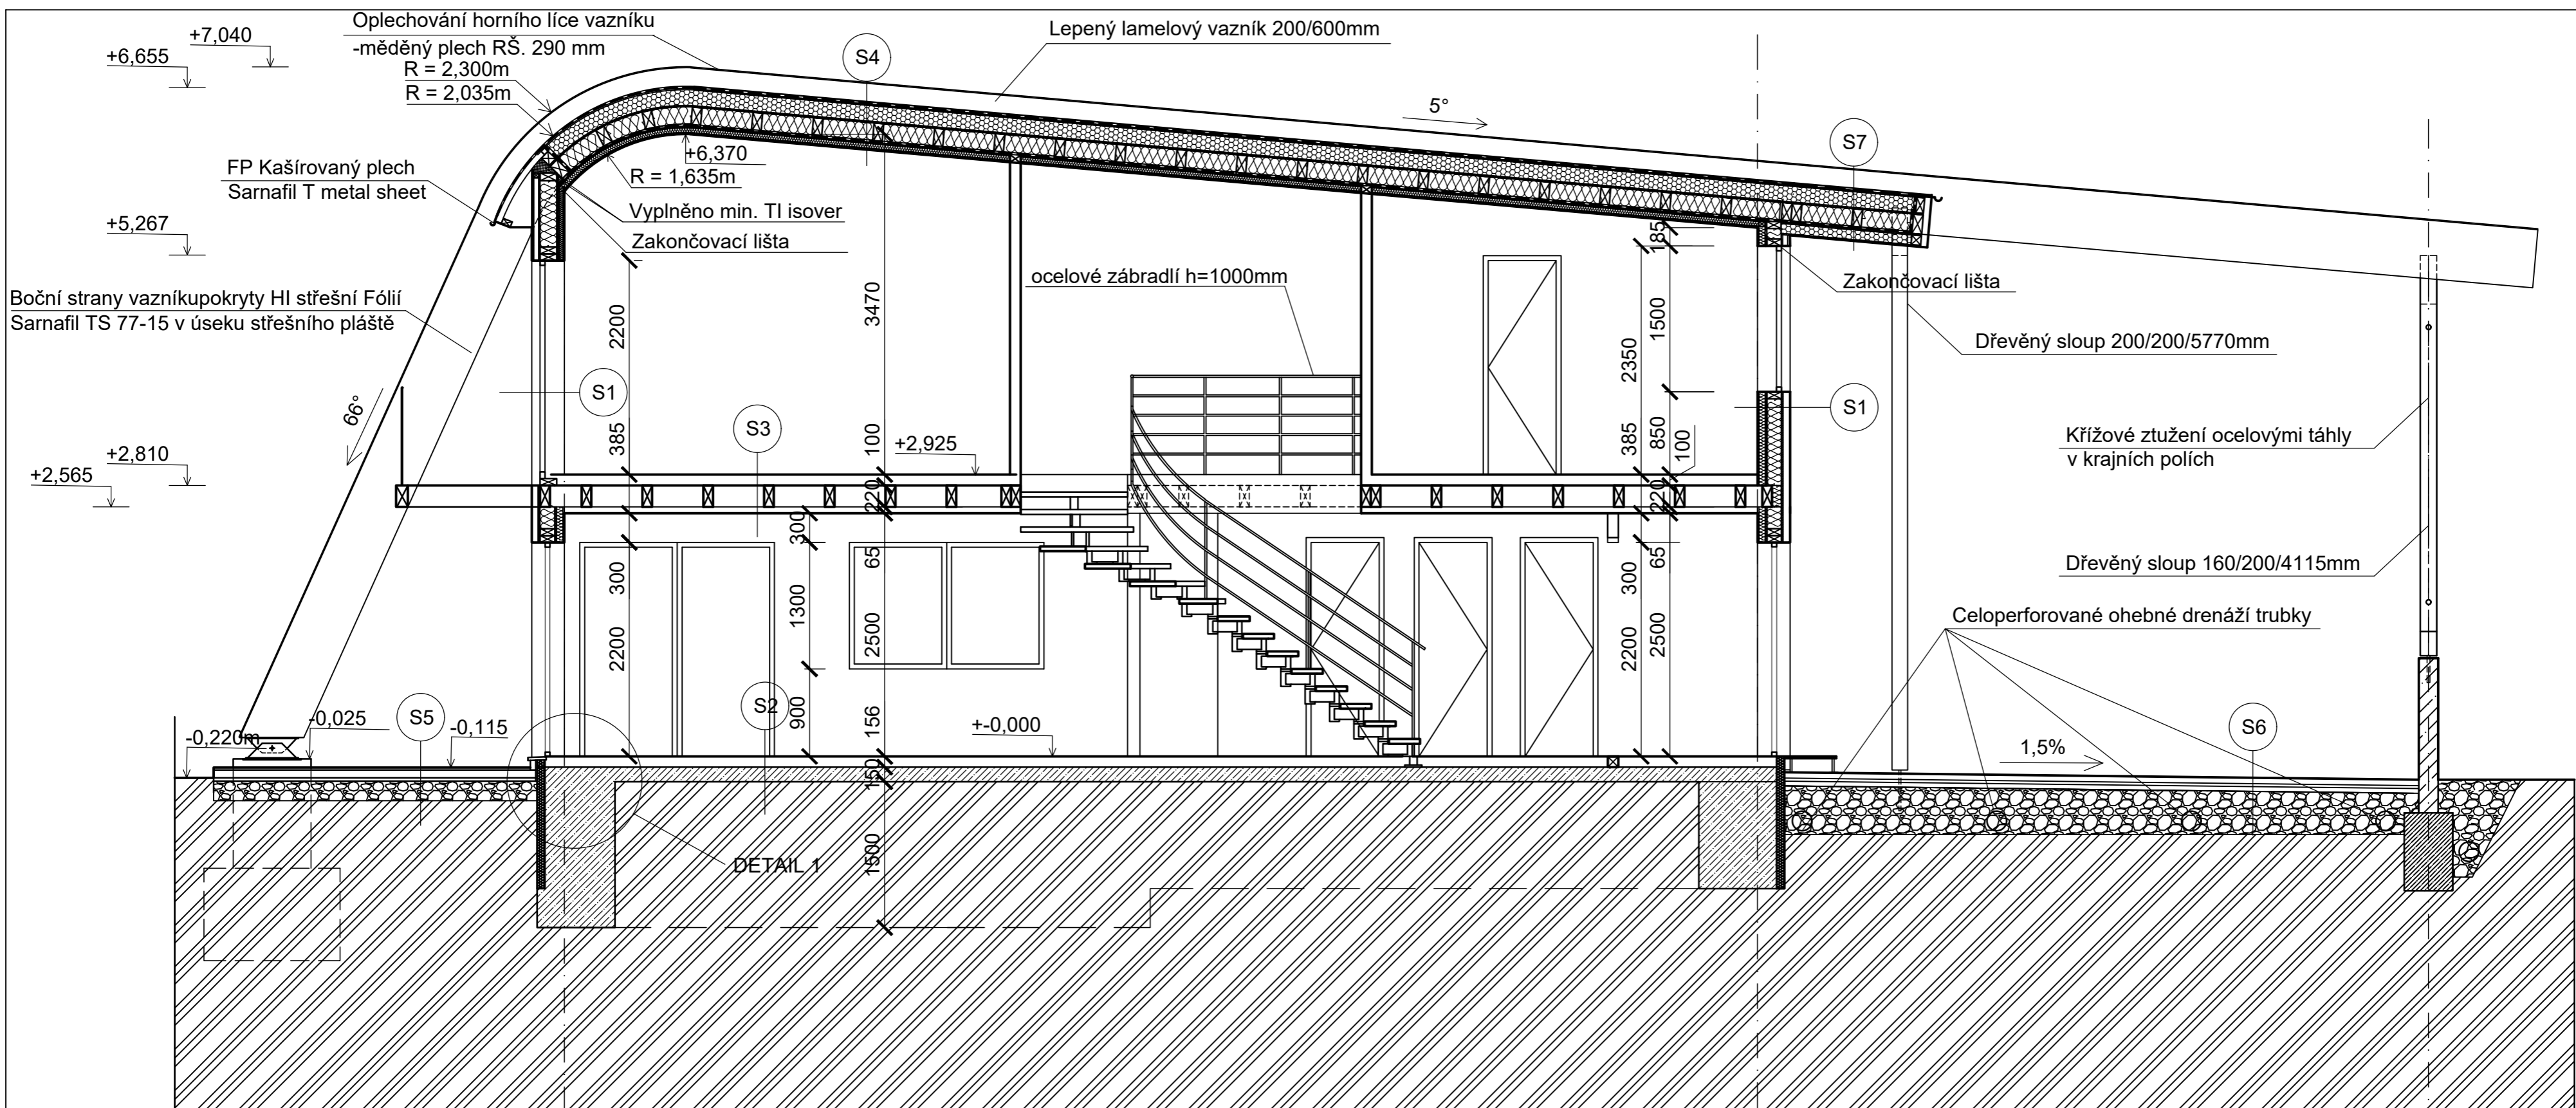 Oplechování horního líce vazníku
-měděný plech RŠ. 290 mm
R = 2,300m
R = 2,035m
+7,040
+6,655
S4
Lepený lamelový vazník 200/600mm
5°
S7
FP Kašírovaný plech
Sarnafil T metal sheet
+6,370
R = 1,635m
Vyplněno min. TI isover
Zakončovací lišta
+5,267
185
ocelové zábradlí h=1000mm
Zakončovací lišta
Boční strany vazníkupokryty HI střešní Fólií
Sarnafil TS 77-15 v úseku střešního pláště
2200
3470
2350
1500
Dřevěný sloup 200/200/5770mm
66°
S1
S3
S1
385
100
+2,925
385
850
100
Křížové ztužení ocelovými táhly
v krajních polích
+2,810
+2,565
220
220
300
65
300
1300
65
300
Dřevěný sloup 160/200/4115mm
Celoperforované ohebné drenáží trubky
2200
2500
2200
2500
900
156
S2
S5
-0,220m
-0,025
-0,115
+-0,000
1,5%
S6
150
1500
DETAIL 1